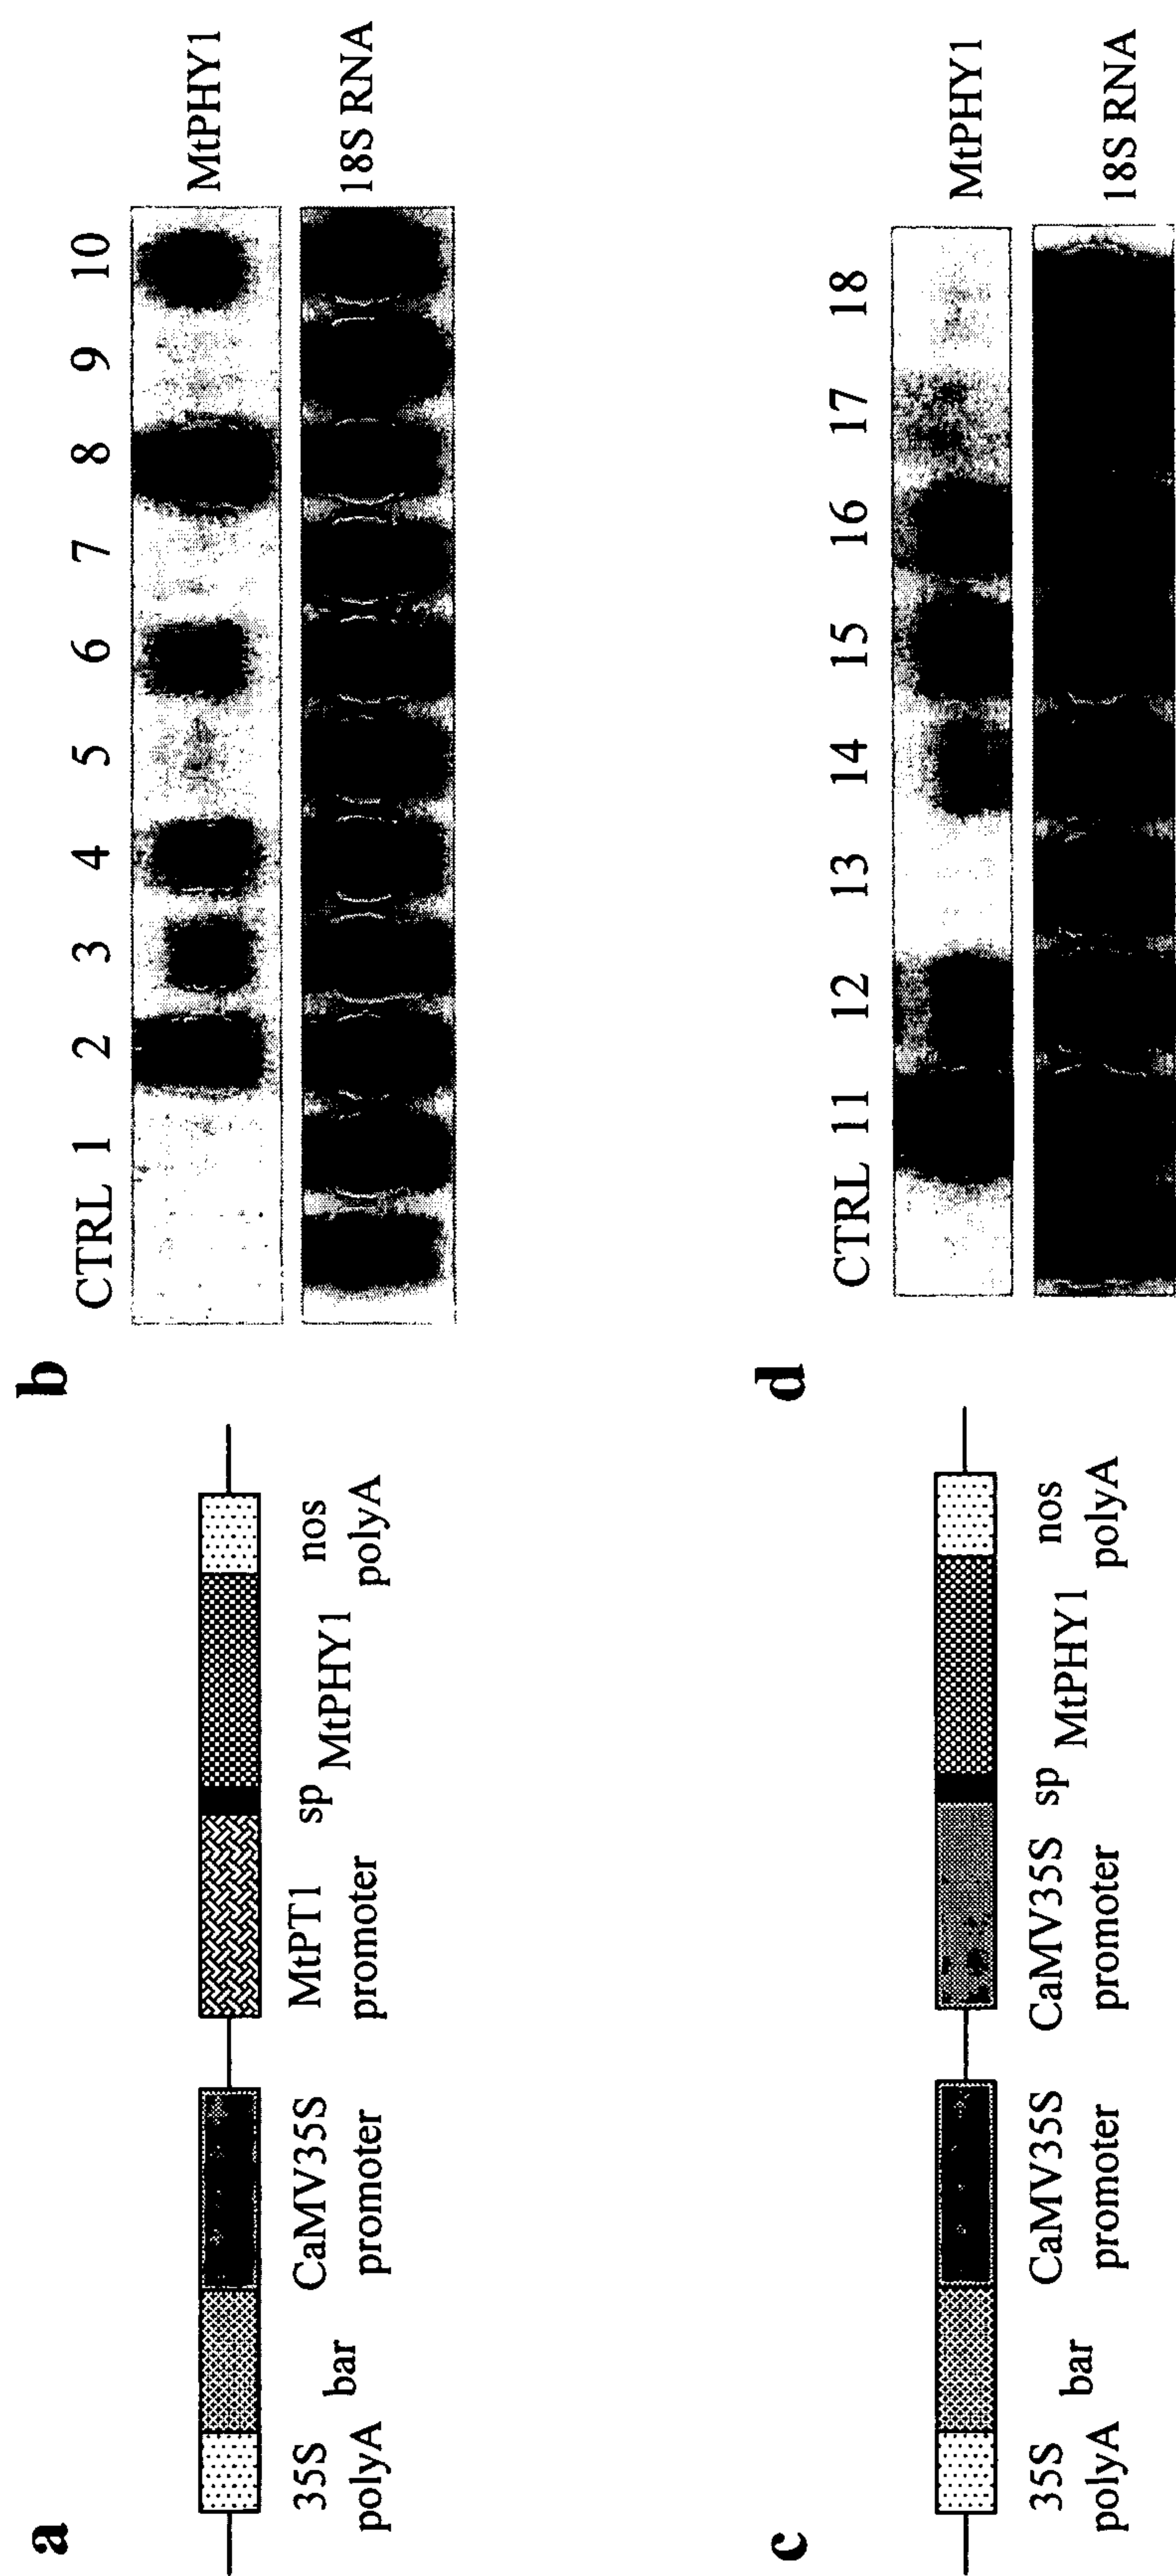 a
35S bar CaMV35S MtPT1 sp MtPHY1 nos
polyA promoter promoter polyA
b
CTRL 1 2 3 4 5 6 7 8 9 10
MtPHY1
18S RNA
c
35S bar CaMV35S CaMV35S sp MtPHY1 nos
polyA promoter promoter polyA
d
CTRL 11 12 13 14 15 16 17 18
MtPHY1
18S RNA